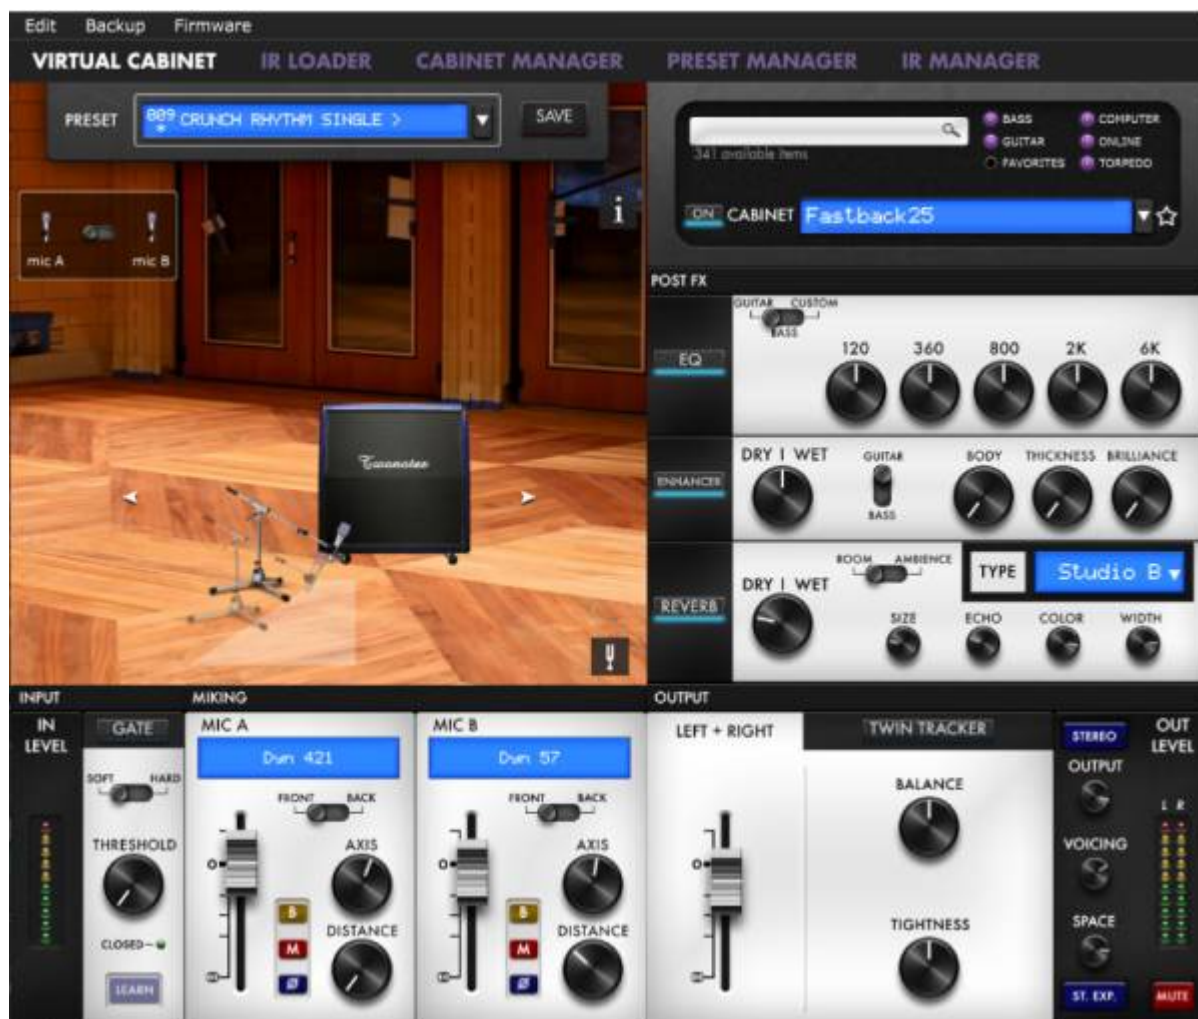 Edit Backup Firmware
VIRTUAL CABINET IR LOADER CABINET MANAGER PRESET MANAGER IR MANAGER
PRESET 009 * CRUNCH RHYTHM SINGLE > SAVE
341 available items
BASS COMPUTER
GUITAR ONLINE
FAVORITES TORPEDO
mic A mic B
i
ON CABINET Fastback25
POST FX
GUITAR CUSTOM
BASS
EQ 120 360 800 2K 6K
Two notes
ENHANCER DRY | WET GUITAR BODY THICKNESS BRILLIANCE
BASS
REVERB DRY | WET ROOM AMBIENCE TYPE Studio B
SIZE ECHO COLOR WIDTH
INPUT MIKING OUTPUT
IN LEVEL
GATE
SOFT HARD
THRESHOLD
CLOSED
LEARN
MIC A
Dyn 421
FRONT BACK
0
AXIS
B
M
Ø
DISTANCE
∞
MIC B
Dyn 57
FRONT BACK
0
AXIS
B
M
Ø
DISTANCE
∞
LEFT + RIGHT TWIN TRACKER
0
∞
BALANCE
TIGHTNESS
STEREO
OUTPUT
VOICING
SPACE
ST. EXP.
OUT LEVEL
L R
MUTE